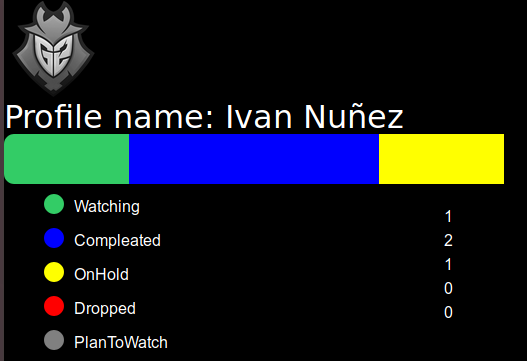 Profile name: Ivan Nuñez
Watching
Compleated
OnHold
Dropped
PlanToWatch
1
2
1
0
0